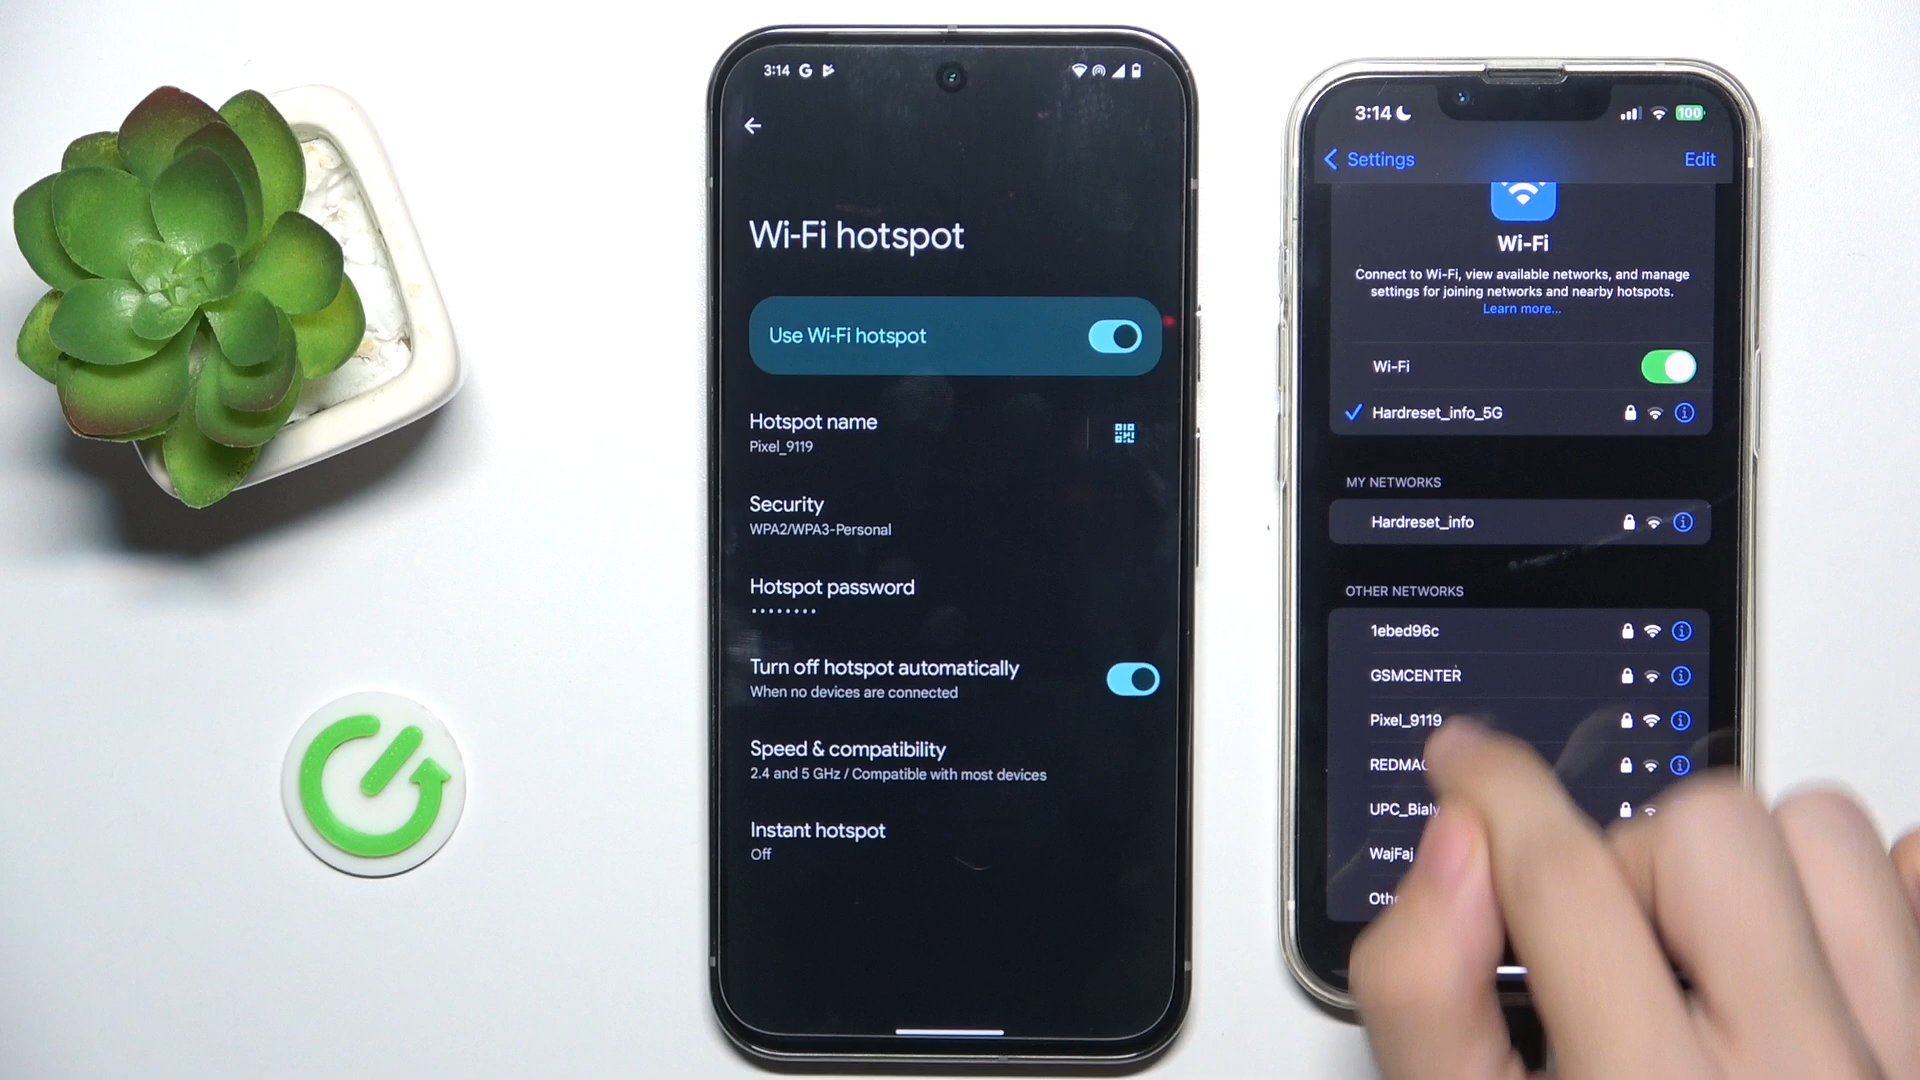 3:14
Wi-Fi hotspot
Use Wi-Fi hotspot
Hotspot name
Pixel_9119
Security
WPA2/WPA3-Personal
Hotspot password
••••••••
Turn off hotspot automatically
When no devices are connected
Speed & compatibility
2.4 and 5 GHz / Compatible with most devices
Instant hotspot
Off
3:14
100
Settings
Edit
Wi-Fi
Connect to Wi-Fi, view available networks, and manage
settings for joining networks and nearby hotspots.
Learn more...
Wi-Fi
Hardreset_info_5G
MY NETWORKS
Hardreset_info
OTHER NETWORKS
1ebed96c
GSMCENTER
Pixel_9119
UPC_Bialy
WajFaj